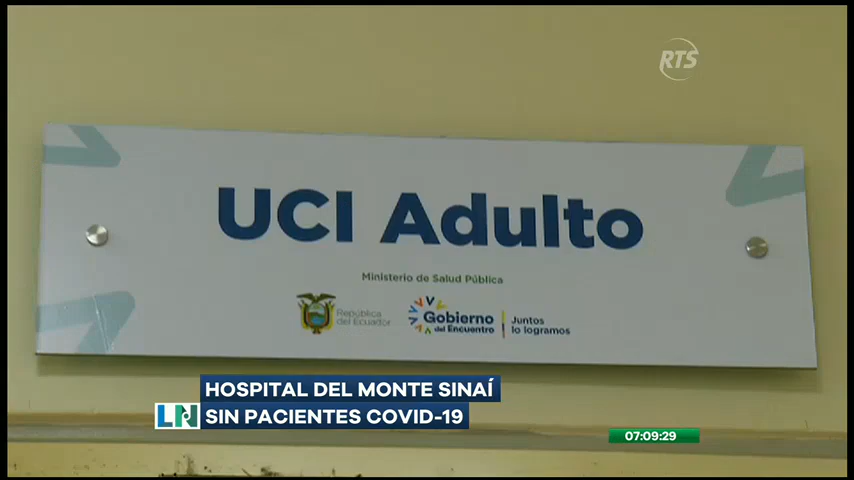 RTS
UCI Adulto
Ministerio de Salud Pública
República
del Ecuador
Gobierno
del Encuentro
Juntos
lo logramos
HOSPITAL DEL MONTE SINAÍ
LN
SIN PACIENTES COVID-19
07:09:29